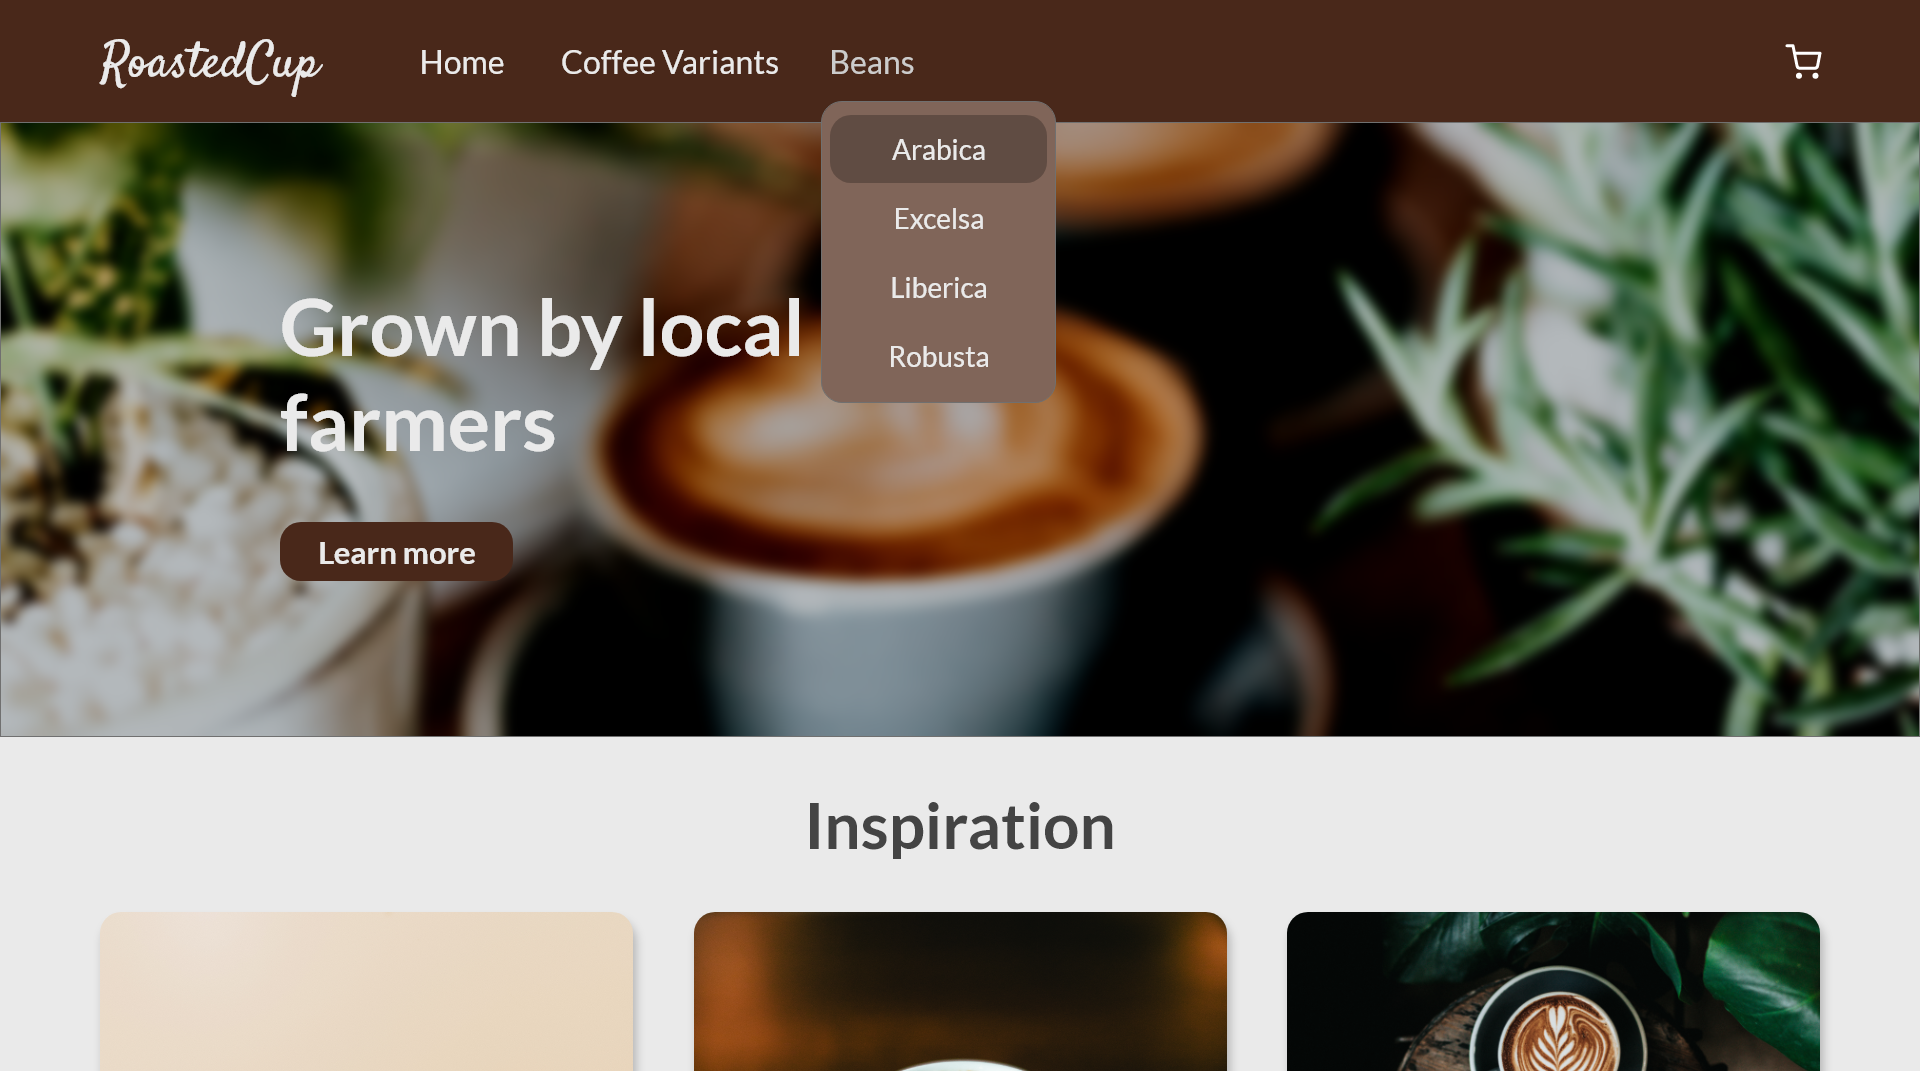 RoastedCup
Home
Coffee Variants
Beans
Arabica
Excelsa
Liberica
Robusta
Grown by local
farmers
Learn more
Inspiration